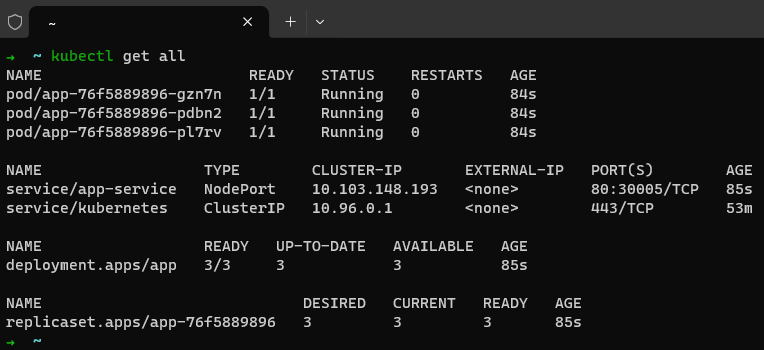 ~
→ ~ kubectl get all
NAME READY STATUS RESTARTS AGE
pod/app-76f5889896-gzn7n 1/1 Running 0 84s
pod/app-76f5889896-pdbn2 1/1 Running 0 84s
pod/app-76f5889896-pl7rv 1/1 Running 0 84s
NAME TYPE CLUSTER-IP EXTERNAL-IP PORT(S) AGE
service/app-service NodePort 10.103.148.193 <none> 80:30005/TCP 85s
service/kubernetes ClusterIP 10.96.0.1 <none> 443/TCP 53m
NAME READY UP-TO-DATE AVAILABLE AGE
deployment.apps/app 3/3 3 3 85s
NAME DESIRED CURRENT READY AGE
replicaset.apps/app-76f5889896 3 3 3 85s
→ ~